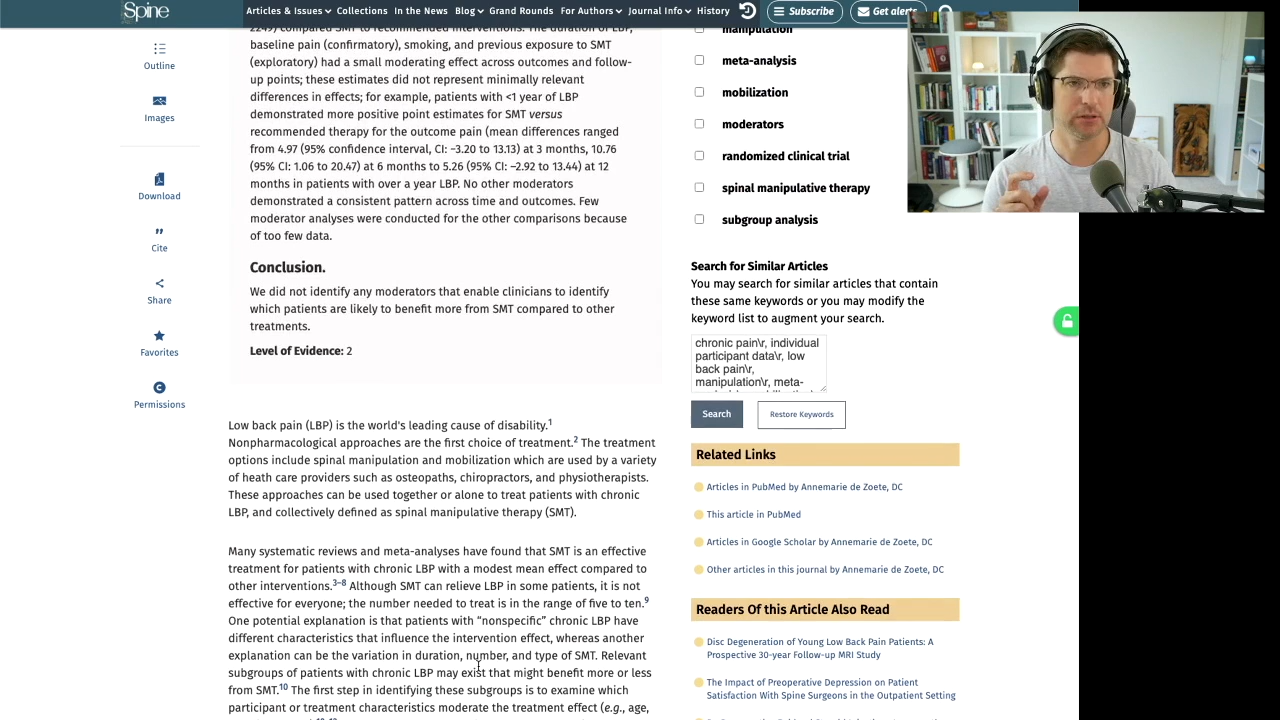 Spine
Articles & Issues
Collections
In the News
Blog
Grand Rounds
For Authors
Journal Info
History
Subscribe
Get alerts
Outline
Images
Download
Cite
Share
Favorites
Permissions
2249) compared SMT to recommended interventions. The duration of LBP,
baseline pain (confirmatory), smoking, and previous exposure to SMT
(exploratory) had a small moderating effect across outcomes and follow-
up points; these estimates did not represent minimally relevant
differences in effects; for example, patients with <1 year of LBP
demonstrated more positive point estimates for SMT versus
recommended therapy for the outcome pain (mean differences ranged
from 4.97 (95% confidence interval, CI: −3.20 to 13.13) at 3 months, 10.76
(95% CI: 1.06 to 20.47) at 6 months to 5.26 (95% CI: −2.92 to 13.44) at 12
months in patients with over a year LBP. No other moderators
demonstrated a consistent pattern across time and outcomes. Few
moderator analyses were conducted for the other comparisons because
of too few data.
Conclusion.
We did not identify any moderators that enable clinicians to identify
which patients are likely to benefit more from SMT compared to other
treatments.
Level of Evidence: 2
Low back pain (LBP) is the world's leading cause of disability.1
Nonpharmacological approaches are the first choice of treatment.2 The treatment
options include spinal manipulation and mobilization which are used by a variety
of heath care providers such as osteopaths, chiropractors, and physiotherapists.
These approaches can be used together or alone to treat patients with chronic
LBP, and collectively defined as spinal manipulative therapy (SMT).
Many systematic reviews and meta-analyses have found that SMT is an effective
treatment for patients with chronic LBP with a modest mean effect compared to
other interventions.3–8 Although SMT can relieve LBP in some patients, it is not
effective for everyone; the number needed to treat is in the range of five to ten.9
One potential explanation is that patients with “nonspecific” chronic LBP have
different characteristics that influence the intervention effect, whereas another
explanation can be the variation in duration, number, and type of SMT. Relevant
subgroups of patients with chronic LBP may exist that might benefit more or less
from SMT.10 The first step in identifying these subgroups is to examine which
participant or treatment characteristics moderate the treatment effect (e.g., age,
manipulation
meta-analysis
mobilization
moderators
randomized clinical trial
spinal manipulative therapy
subgroup analysis
Search for Similar Articles
You may search for similar articles that contain
these same keywords or you may modify the
keyword list to augment your search.
chronic pain\r, individual
participant data\r, low
back pain\r,
manipulation\r, meta-
Search
Restore Keywords
Related Links
Articles in PubMed by Annemarie de Zoete, DC
This article in PubMed
Articles in Google Scholar by Annemarie de Zoete, DC
Other articles in this journal by Annemarie de Zoete, DC
Readers Of this Article Also Read
Disc Degeneration of Young Low Back Pain Patients: A
Prospective 30-year Follow-up MRI Study
The Impact of Preoperative Depression on Patient
Satisfaction With Spine Surgeons in the Outpatient Setting